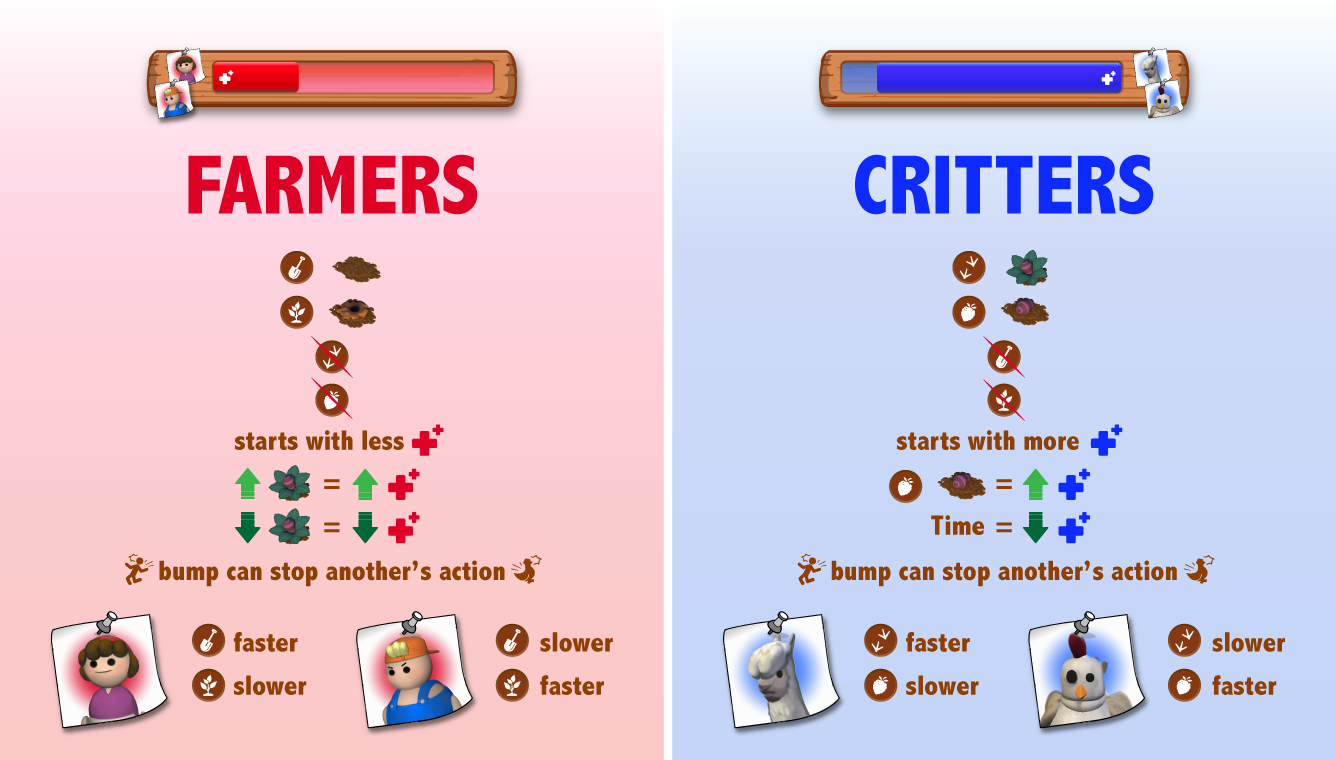 FARMERS
starts with less
=
=
bump can stop another's action
faster
slower
slower
faster
CRITTERS
starts with more
=
Time =
bump can stop another's action
faster
slower
slower
faster